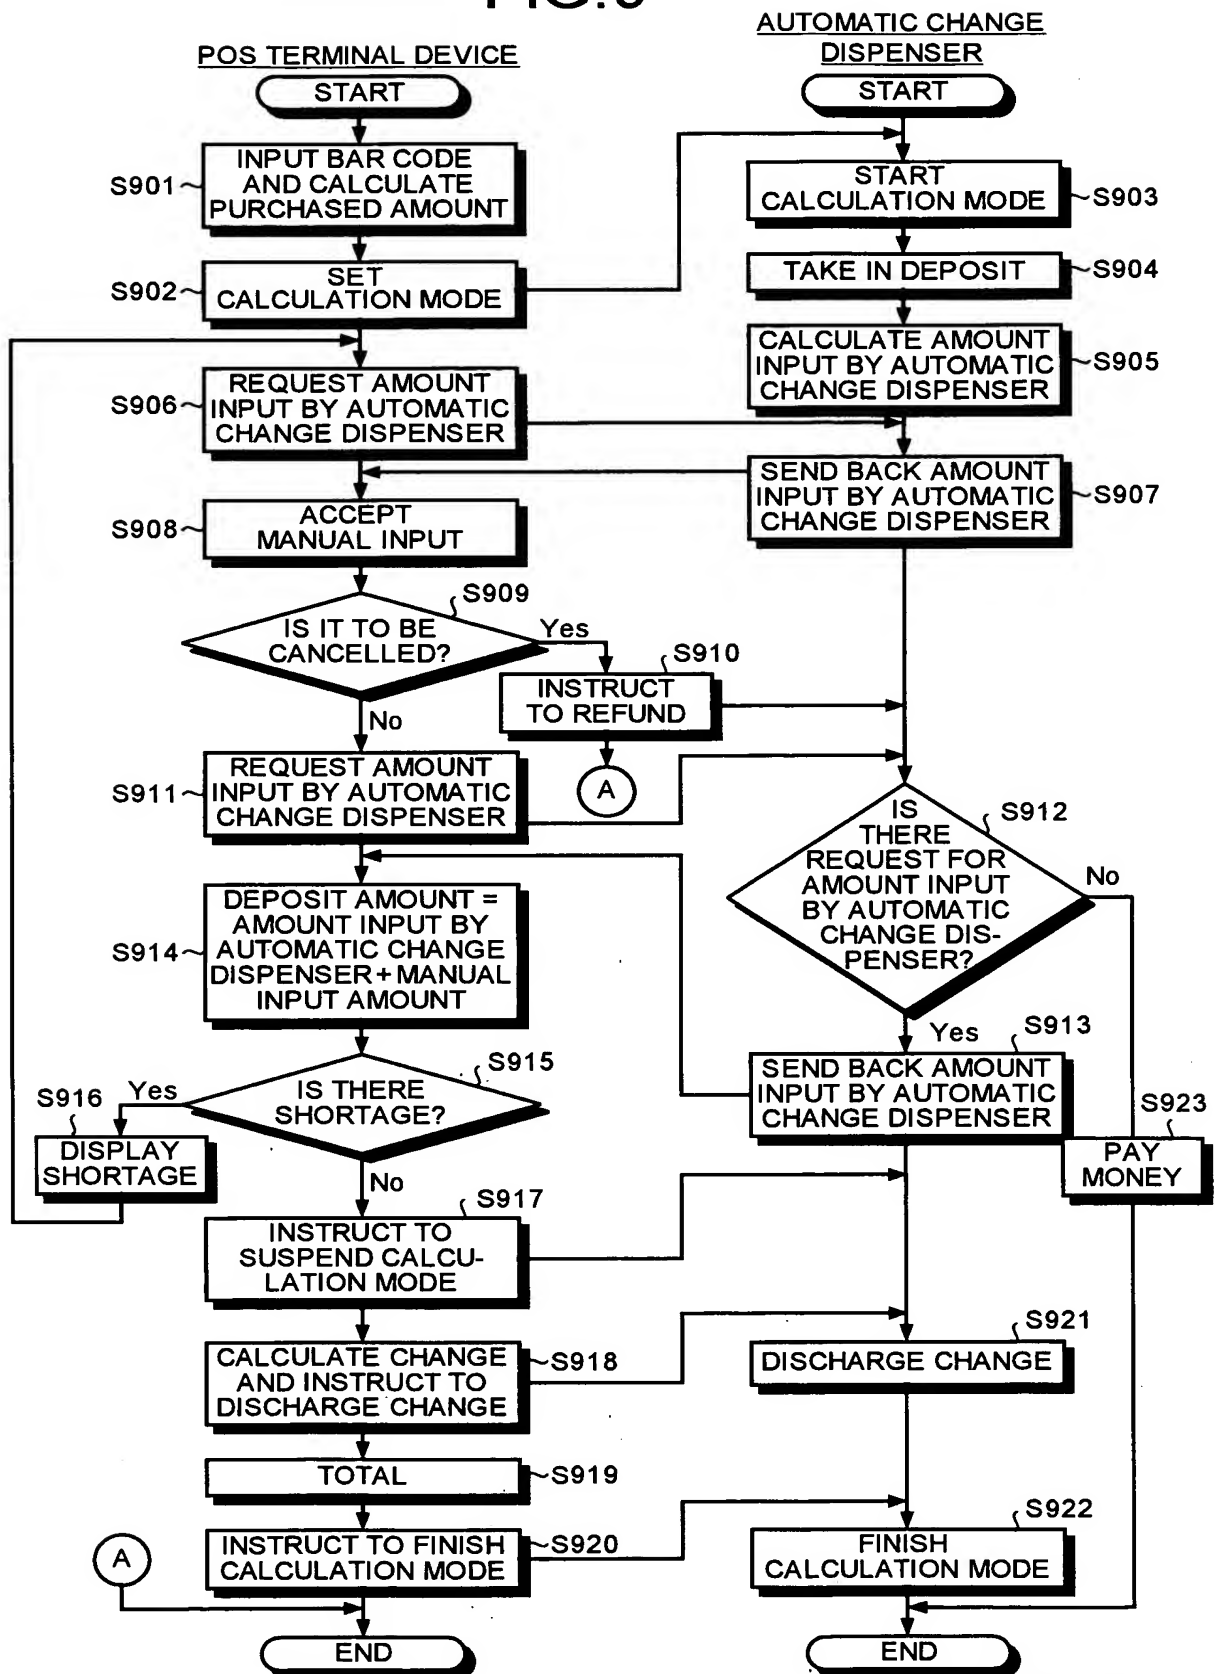 FIG.
POS TERMINAL DEVICE
START
S901
INPUT BAR CODE
AND CALCULATE
PURCHASED AMOUNT
S902
SET
CALCULATION MODE
S906
REQUEST AMOUNT
INPUT BY AUTOMATIC
CHANGE DISPENSER
S908
ACCEPT
MANUAL INPUT
S909
IS IT TO BE
CANCELLED?
Yes
No
S910
INSTRUCT
TO REFUND
A
S911
REQUEST AMOUNT
INPUT BY AUTOMATIC
CHANGE DISPENSER
S914
DEPOSIT AMOUNT =
AMOUNT INPUT BY
AUTOMATIC CHANGE
DISPENSER + MANUAL
INPUT AMOUNT
S915
IS THERE
SHORTAGE?
Yes
No
S916
DISPLAY
SHORTAGE
S917
INSTRUCT TO
SUSPEND CALCU-
LATION MODE
CALCULATE CHANGE
AND INSTRUCT TO
DISCHARGE CHANGE
S918
TOTAL
S919
INSTRUCT TO FINISH
CALCULATION MODE
S920
A
END
AUTOMATIC CHANGE
DISPENSER
START
START
CALCULATION MODE
S903
TAKE IN DEPOSIT
S904
CALCULATE AMOUNT
INPUT BY AUTOMATIC
CHANGE DISPENSER
S905
SEND BACK AMOUNT
INPUT BY AUTOMATIC
CHANGE DISPENSER
S907
S912
IS
THERE
REQUEST FOR
AMOUNT INPUT
BY AUTOMATIC
CHANGE DIS-
PENSER?
No
Yes
S913
SEND BACK AMOUNT
INPUT BY AUTOMATIC
CHANGE DISPENSER
S923
PAY
MONEY
S921
DISCHARGE CHANGE
S922
FINISH
CALCULATION MODE
END